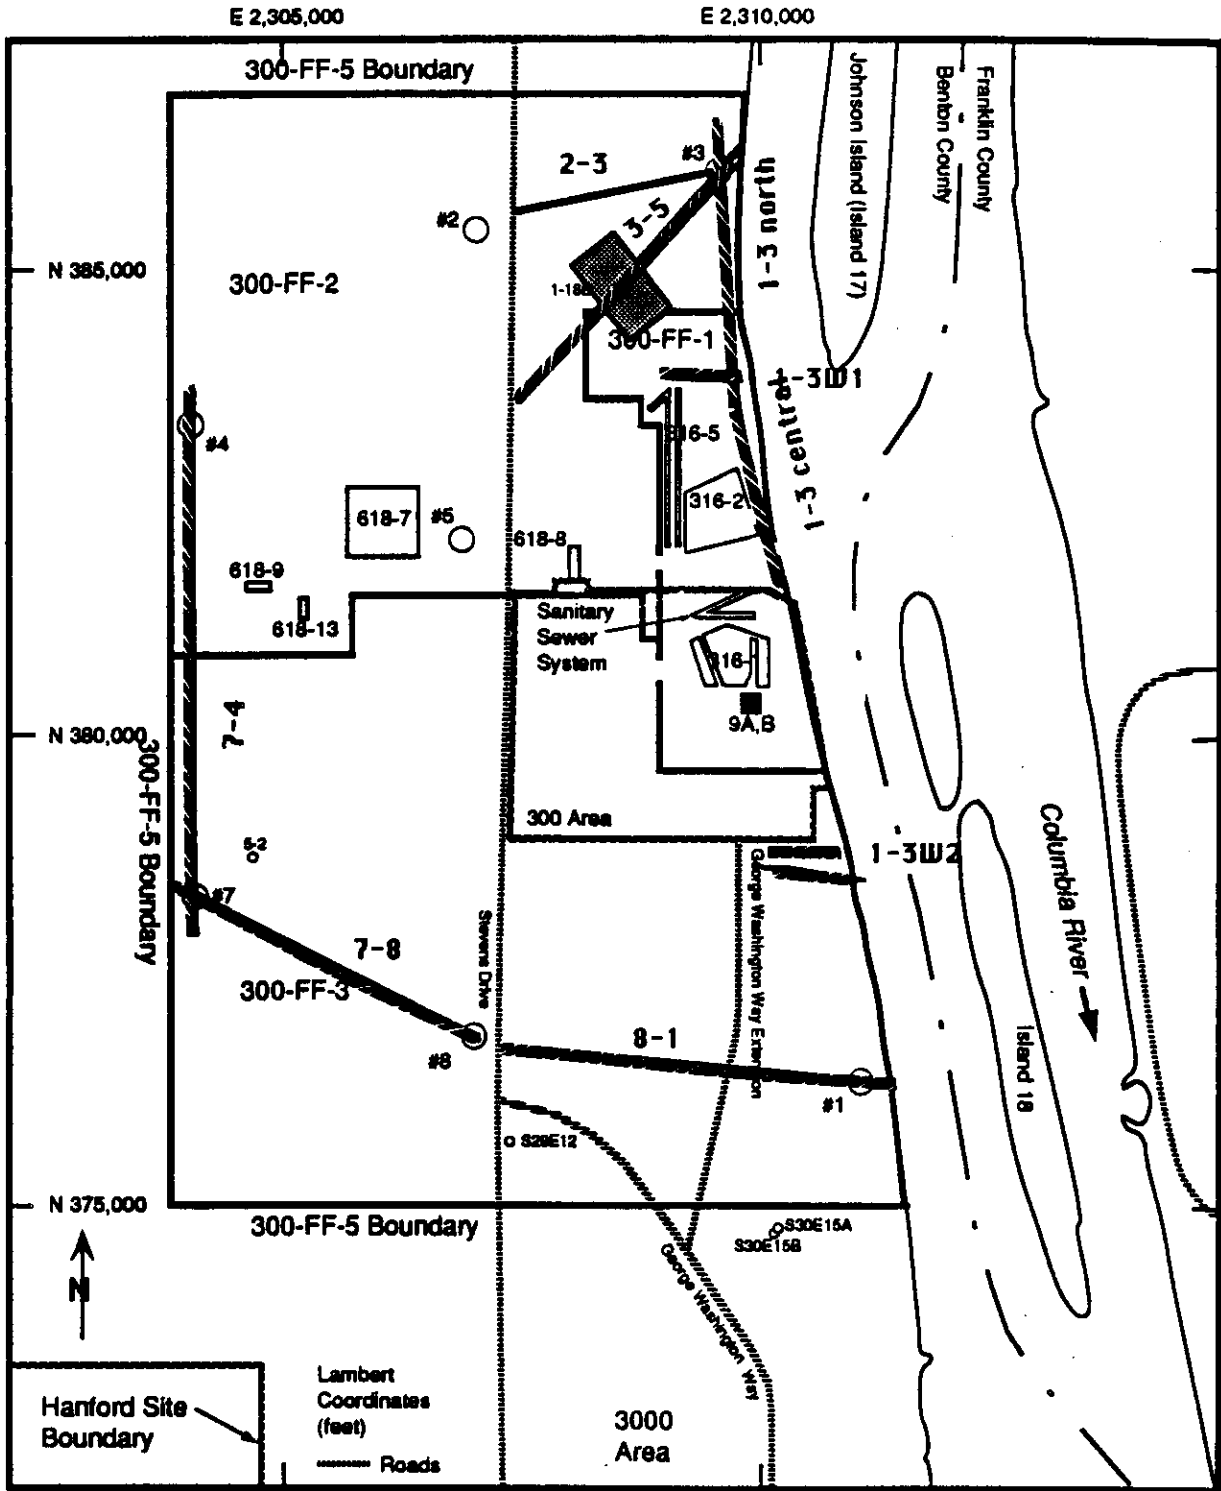 E 2,305,000
E 2,310,000
300-FF-5 Boundary
Johnson Island (Island 17)
Benton County
Franklin County
#3
2-3
3-5
1-3 north
#2
N 385,000
300-FF-2
300-FF-1
1-3W1
1-3 central
#4
316-5
316-2
618-7
#5
618-8
618-9
618-13
Sanitary
Sewer
System
316-
9A,B
7-4
N 380,000
300-FF-5 Boundary
300 Area
1-3W2
George Washington Way Extension
Columbia River
5-2
#7
Stevens Drive
7-8
300-FF-3
#8
8-1
#1
Island 18
S29E12
N 375,000
300-FF-5 Boundary
S30E15A
S30E15B
George Washington Way
N
Lambert
Coordinates
(feet)
Roads
Hanford Site
Boundary
3000
Area